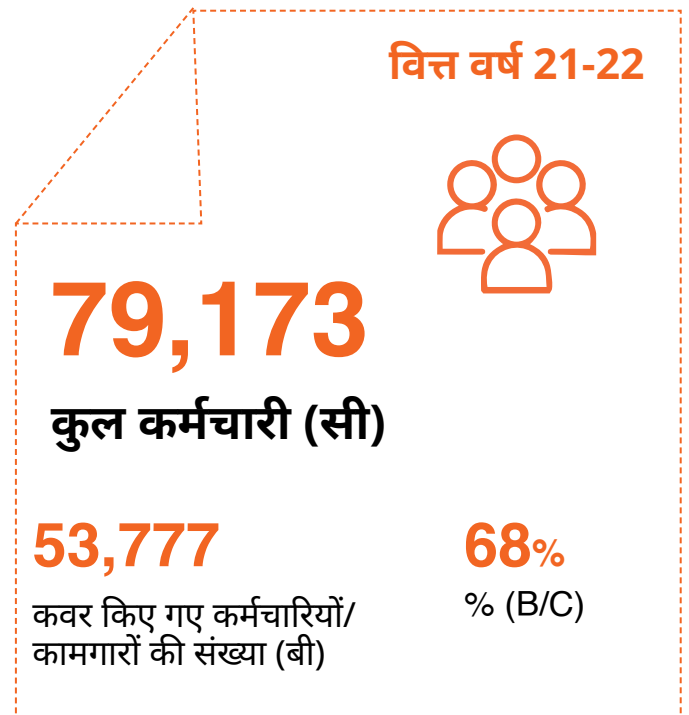 वित्त वर्ष 21-22
79,173
कुल कर्मचारी (सी)
53,777
कवर किए गए कर्मचारियों/
कामगारों की संख्या (बी)
68%
% (B/C)